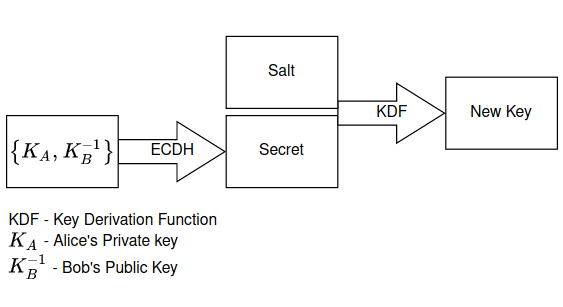 Salt
KDF
New Key
{K_A, K_B^{-1}}
ECDH
Secret
KDF - Key Derivation Function
K_A - Alice's Private key
K_B^{-1} - Bob's Public Key